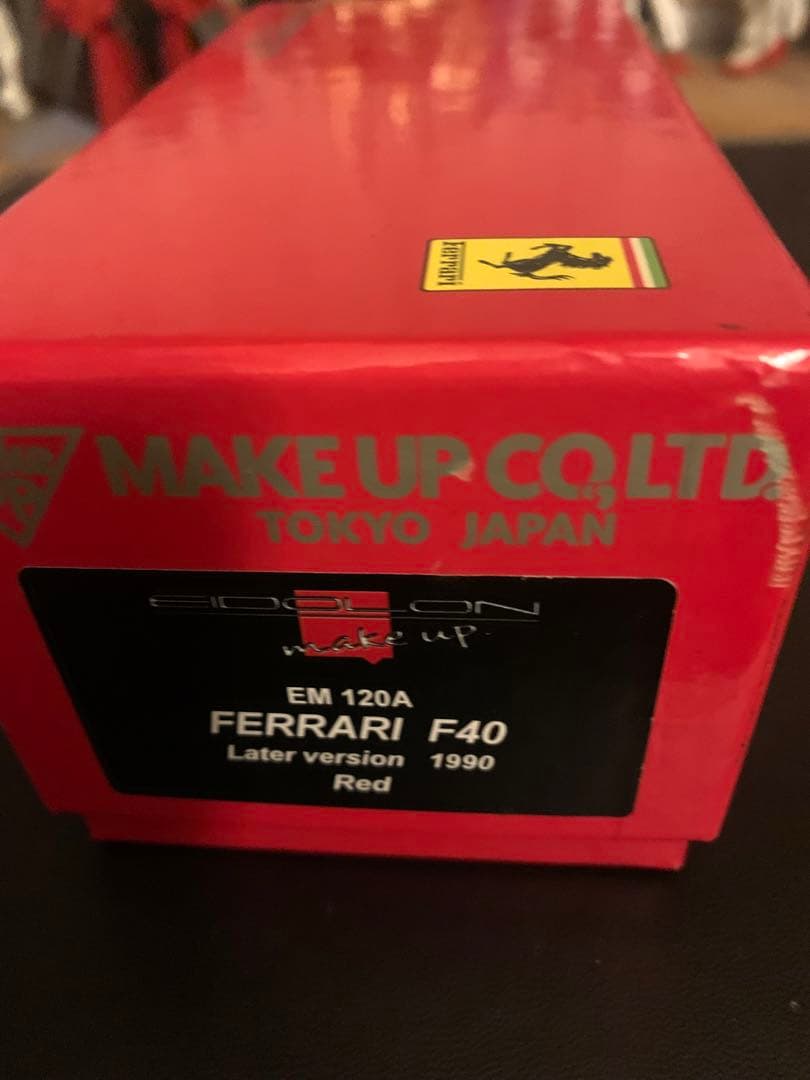 Ferrari
MAKE UP CO,.LTD.
TOKYO JAPAN
EIDOLON
make up.
EM 120A
FERRARI F40
Later version 1990
Red